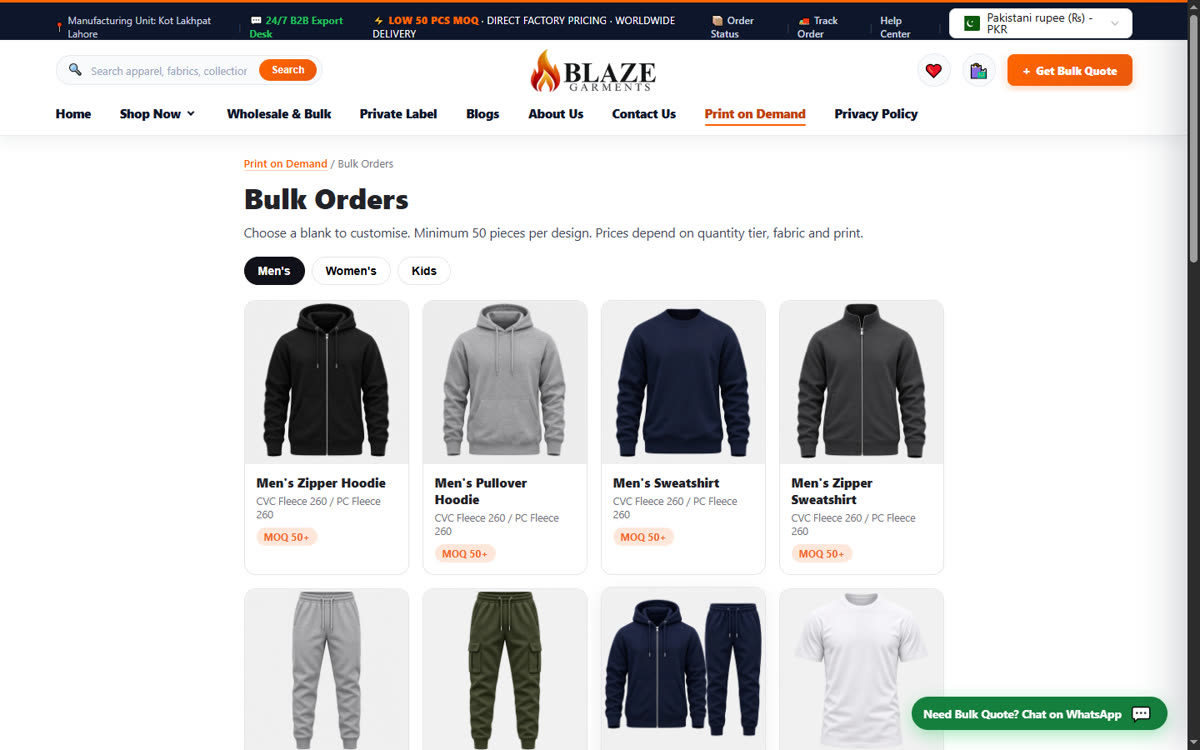 Manufacturing Unit: Kot Lakhpat
Lahore
24/7 B2B Export
Desk
LOW 50 PCS MOQ · DIRECT FACTORY PRICING · WORLDWIDE
DELIVERY
Order
Status
Track
Order
Help
Center
Pakistani rupee (₨) -
PKR
Search apparel, fabrics, collection
Search
BLAZE
GARMENTS
+ Get Bulk Quote
Home
Shop Now
Wholesale & Bulk
Private Label
Blogs
About Us
Contact Us
Print on Demand
Privacy Policy
Print on Demand / Bulk Orders
Bulk Orders
Choose a blank to customise. Minimum 50 pieces per design. Prices depend on quantity tier, fabric and print.
Men's
Women's
Kids
Men's Zipper Hoodie
CVC Fleece 260 / PC Fleece
260
MOQ 50+
Men's Pullover
Hoodie
CVC Fleece 260 / PC Fleece
260
MOQ 50+
Men's Sweatshirt
CVC Fleece 260 / PC Fleece
260
MOQ 50+
Men's Zipper
Sweatshirt
CVC Fleece 260 / PC Fleece
260
MOQ 50+
Need Bulk Quote? Chat on WhatsApp